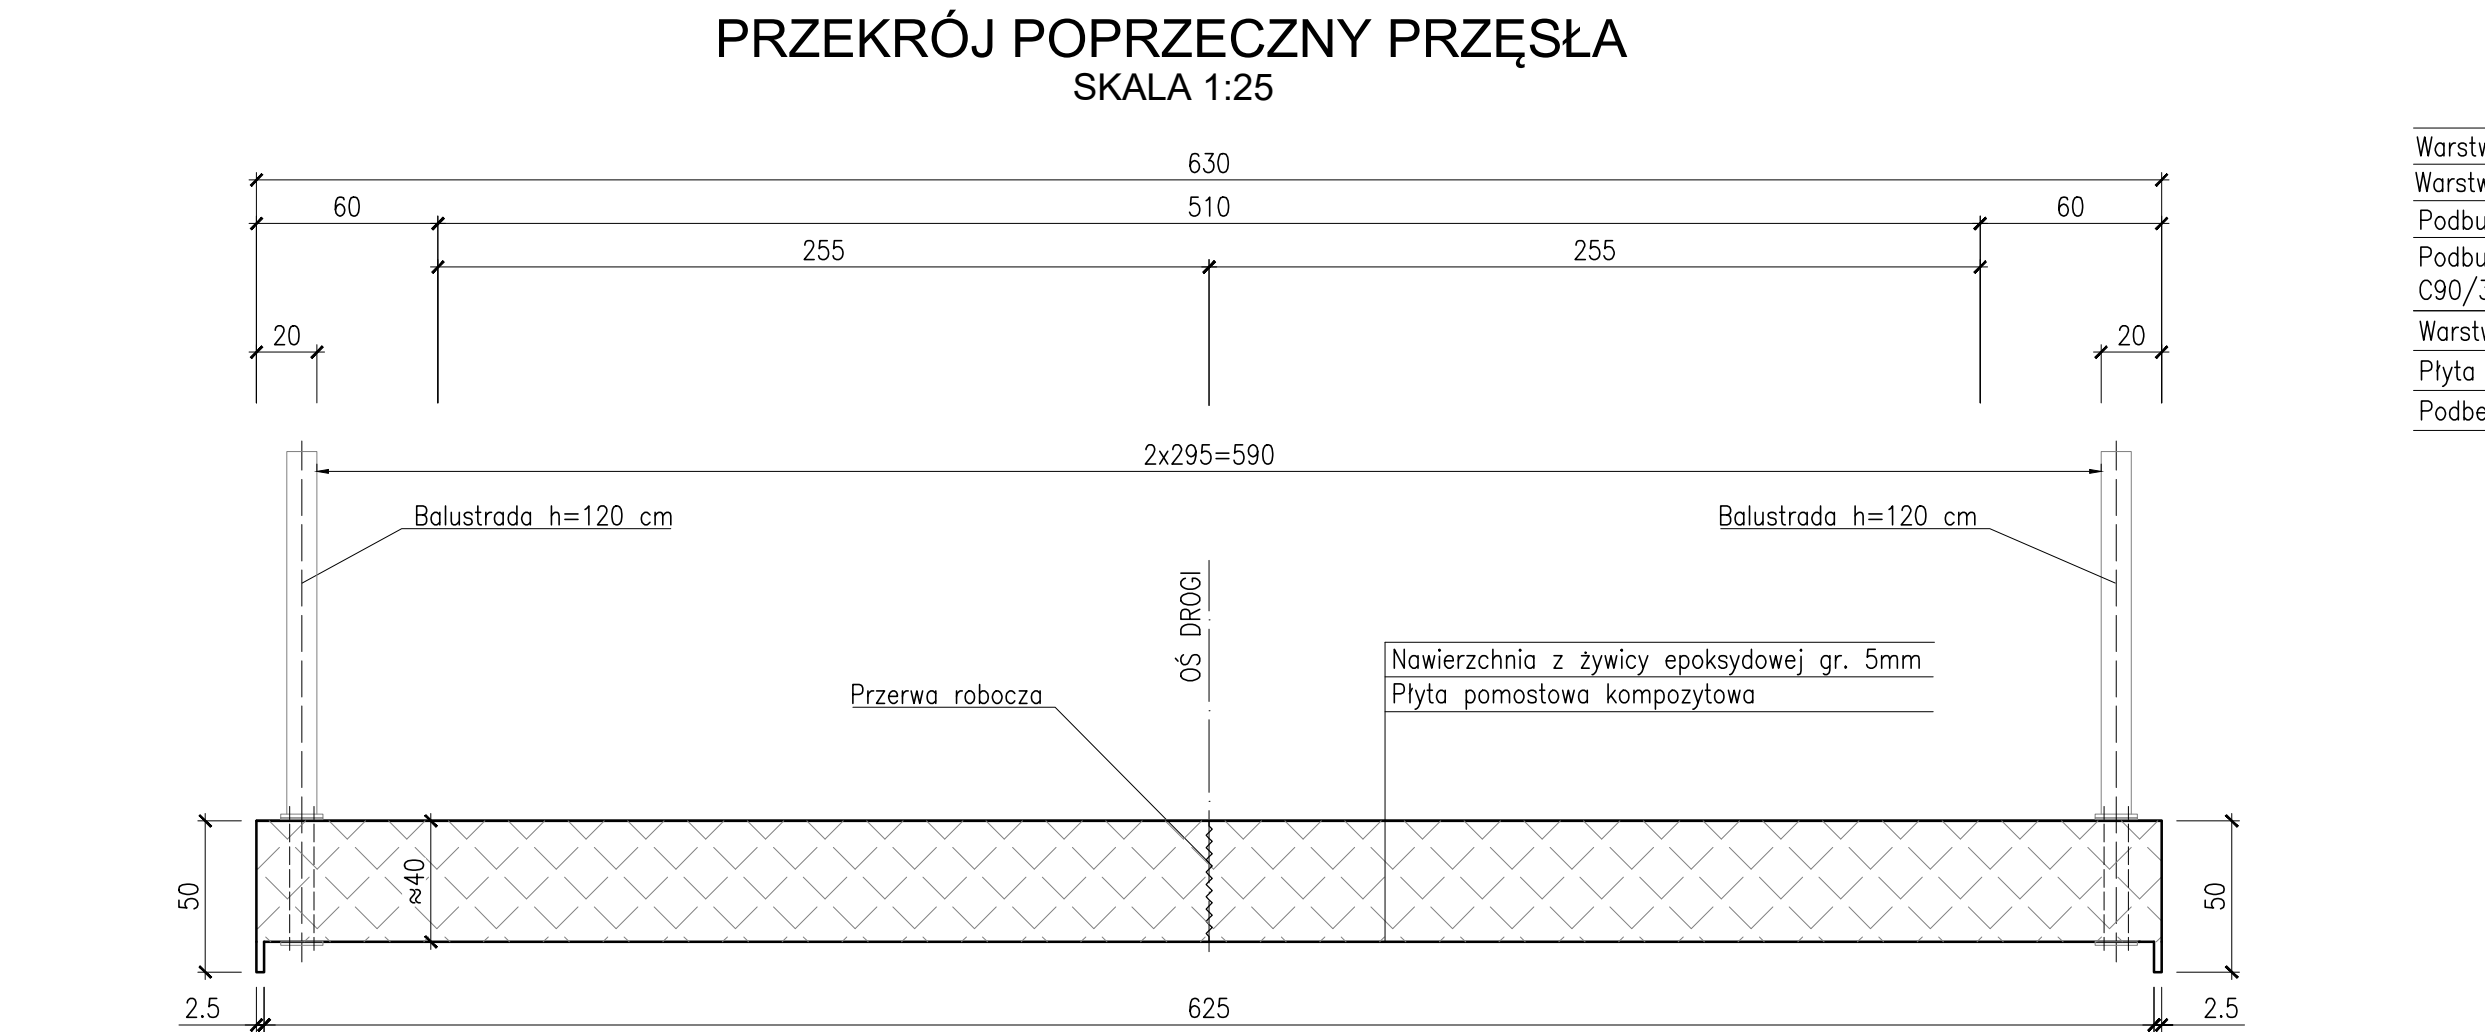 PRZEKRÓJ POPRZECZNY PRZĘSŁA
SKALA 1:25
630
60
510
60
255
255
20
20
2x295=590
Balustrada h=120 cm
Balustrada h=120 cm
OŚ DROGI
Nawierzchnia z żywicy epoksydowej gr. 5mm
Płyta pomostowa kompozytowa
Przerwa robocza
50
≈40
50
2.5
625
2.5
Płyta
C90/